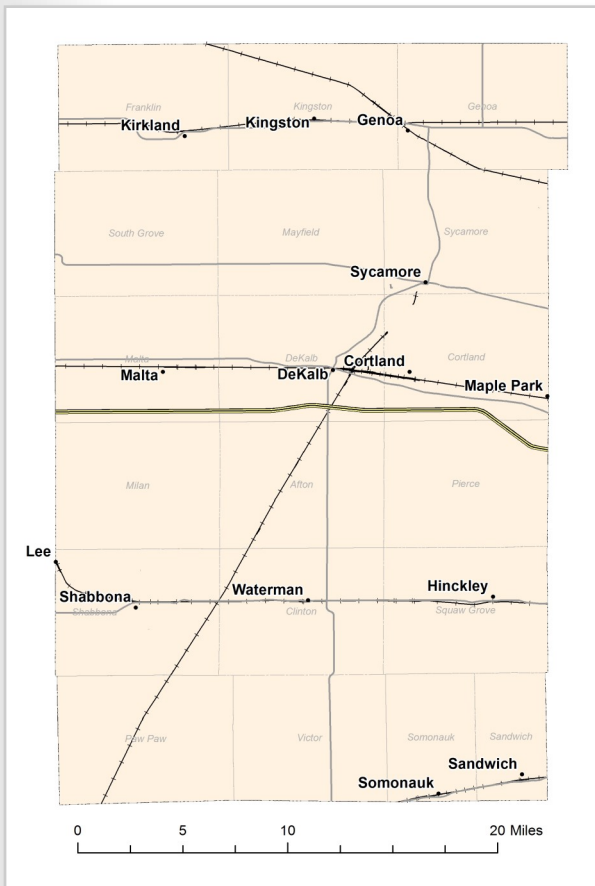 Franklin
Kingston
Genoa
Kirkland
Kingston
Genoa
South Grove
Mayfield
Sycamore
Sycamore
Malta
DeKalb
Cortland
Cortland
Malta
DeKalb
Maple Park
Milan
Afton
Pierce
Lee
Shabbona
Waterman
Hinckley
Shabbona
Clinton
Squaw Grove
Paw Paw
Victor
Somonauk
Sandwich
Sandwich
Somonauk
0 5 10 20 Miles